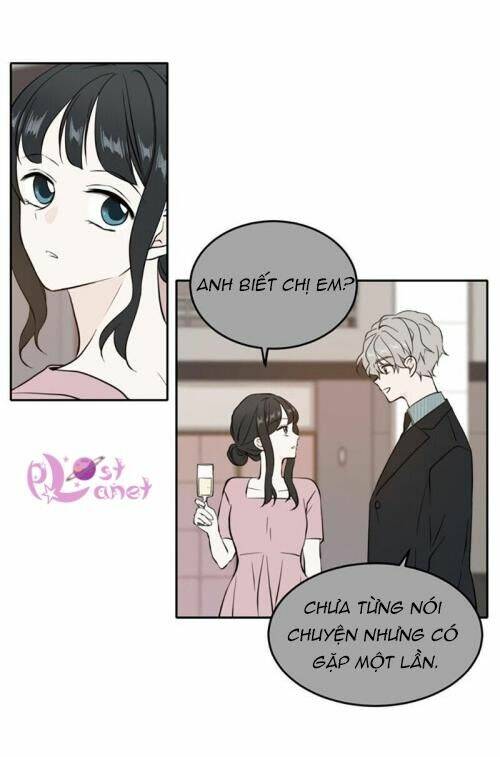 ANH BIẾT CHỊ EM?
Lost
Planet
CHƯA TỪNG NÓI
CHUYỆN NHƯNG CÓ
GẶP MỘT LẦN.